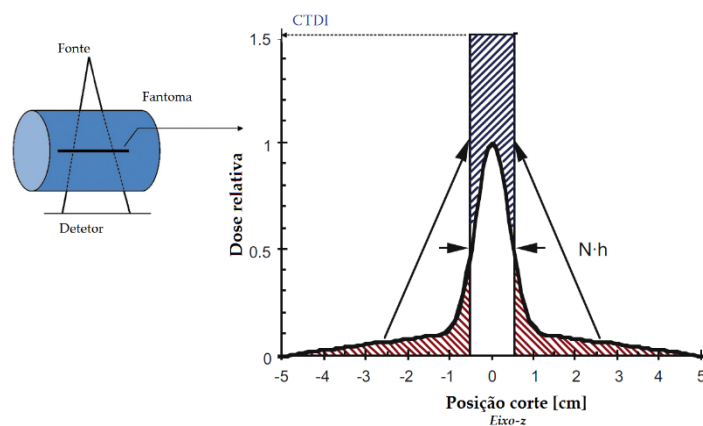 Fonte
Fantoma
Detetor
CTDI
1.5
1
0.5
0
Dose relativa
N·h
-5 -4 -3 -2 -1 0 1 2 3 4 5
Posição corte [cm]
Eixo-z